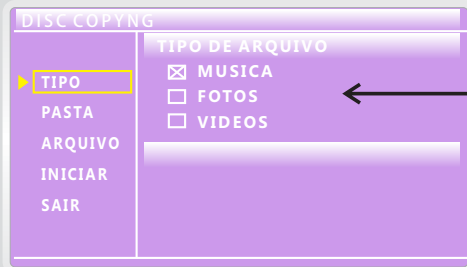 DISC COPYNG
TIPO DE ARQUIVO
MUSICA
FOTOS
VIDEOS
TIPO
PASTA
ARQUIVO
INICIAR
SAIR